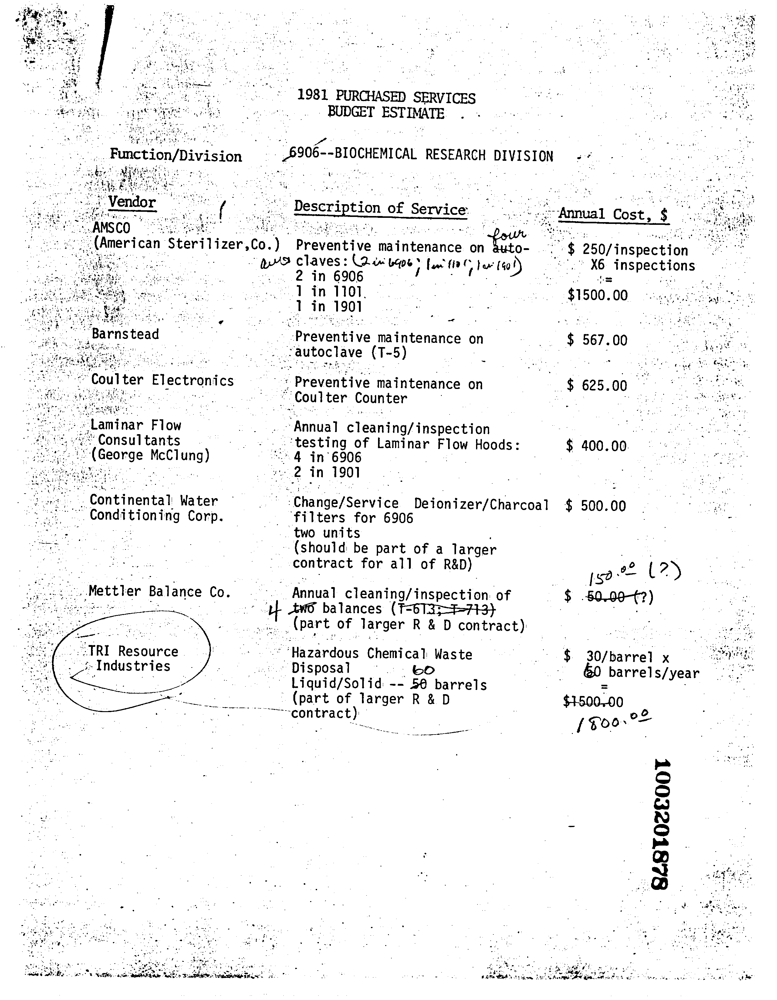 1981 PURCHASED SERVICES
BUDGET ESTIMATE
Function/Division 6906--BIOCHEMICAL RESEARCH DIVISION
Vendor Description of Service Annual Cost, $
AMSCO
four
(American Sterilizer,Co.) Preventive maintenance on auto- $ 250/inspection
claves: (2 in 6906; 1 in 1101; 1 in 1901) X6 inspections
2 in 6906 =
1 in 1101 $1500.00
1 in 1901
Barnstead Preventive maintenance on $ 567.00
autoclave (T-5)
Coulter Electronics Preventive maintenance on $ 625.00
Coulter Counter
Laminar Flow Annual cleaning/inspection
Consultants testing of Laminar Flow Hoods: $ 400.00
(George McClung) 4 in 6906
2 in 1901
Continental Water Change/Service Deionizer/Charcoal $ 500.00
Conditioning Corp. filters for 6906
two units
(should be part of a larger
contract for all of R&D)
150.00 (?)
Mettler Balance Co. Annual cleaning/inspection of $ 50.00 (?)
4 two balances (T-613; T-713)
(part of larger R & D contract)
TRI Resource Hazardous Chemical Waste $ 30/barrel x
Industries Disposal 60 60 barrels/year
Liquid/Solid -- 50 barrels =
(part of larger R & D $1500.00
contract) 1800.00
1003201878